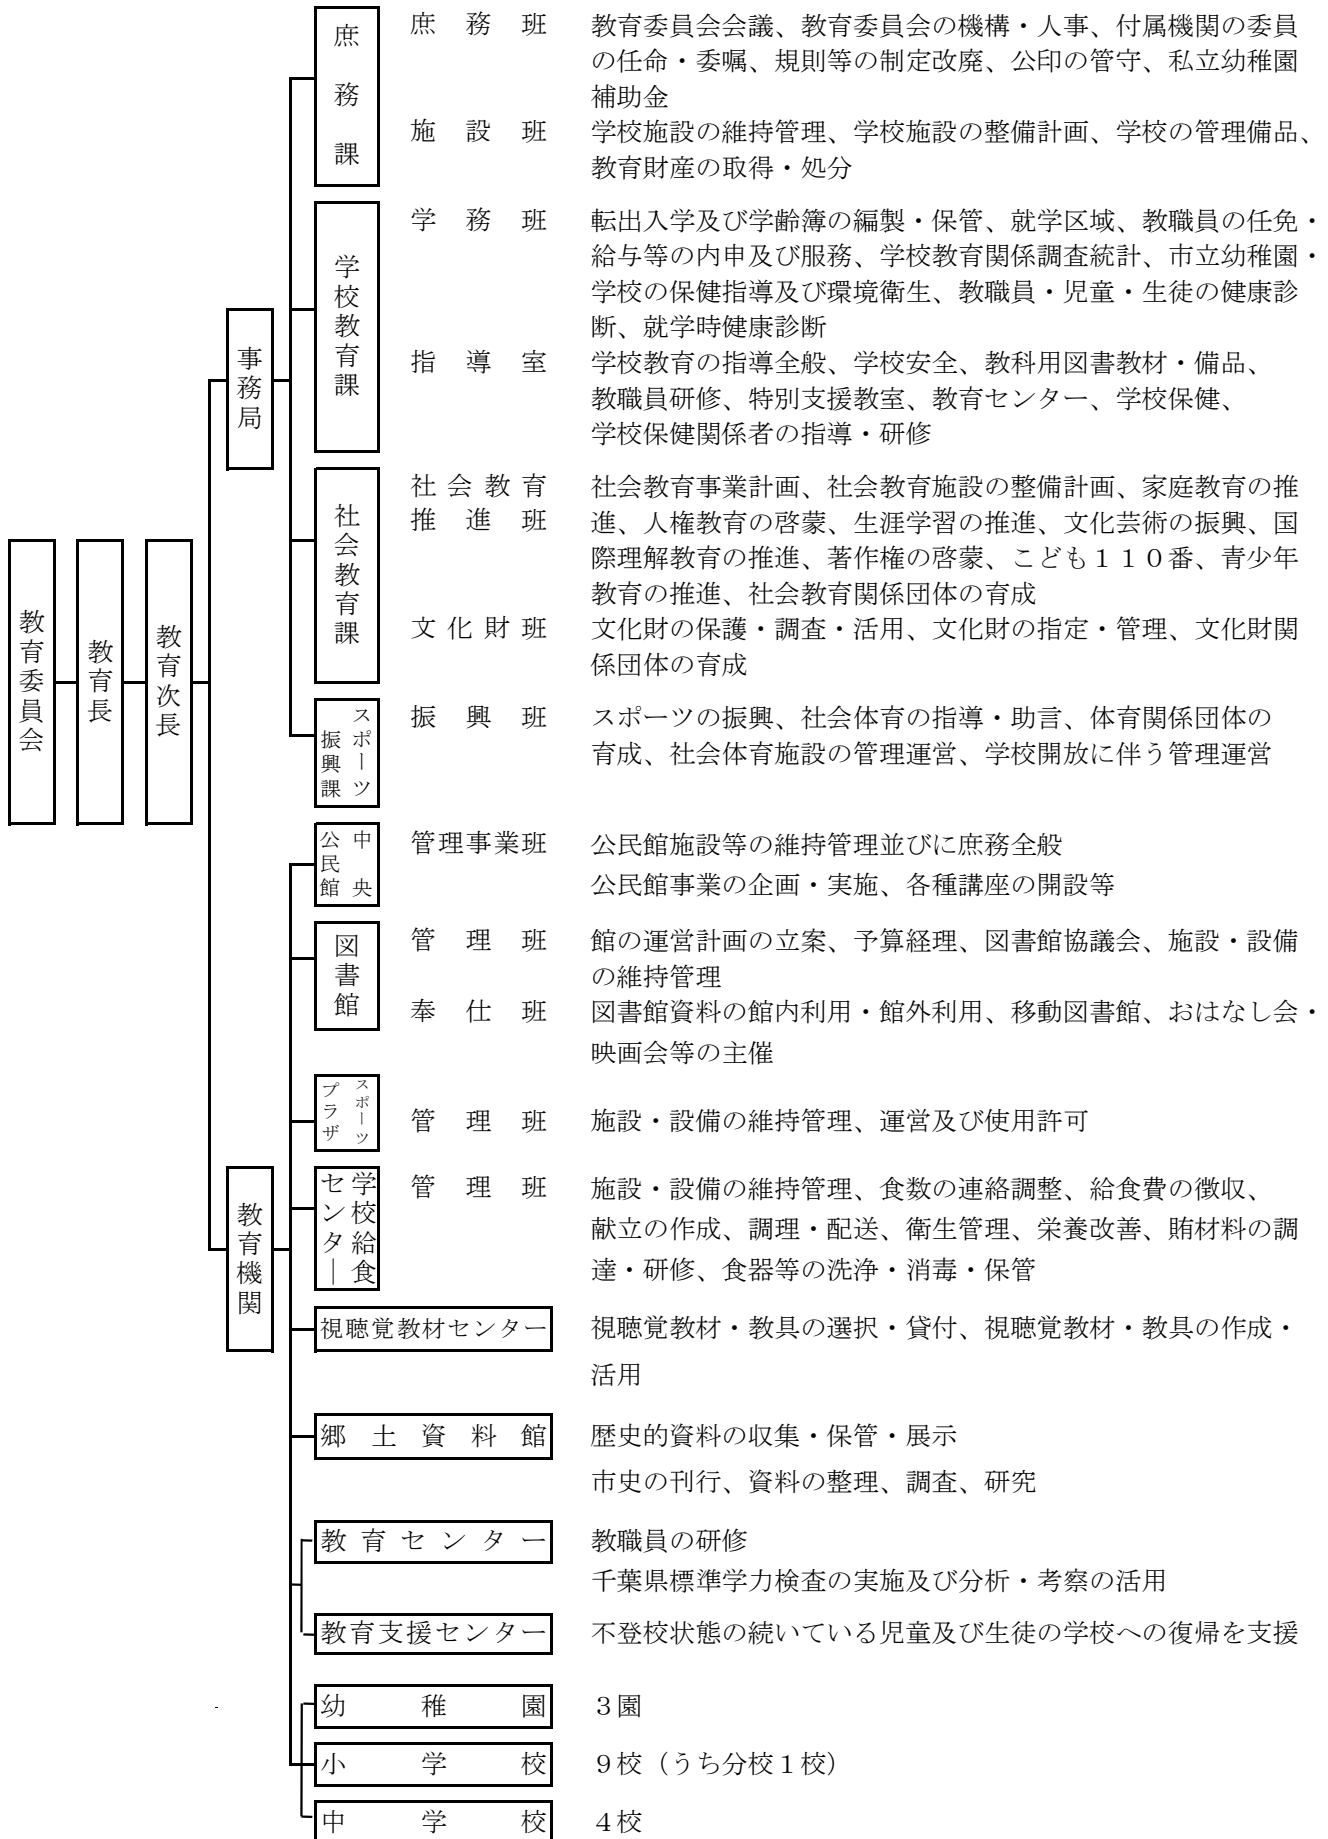 教育委員会
教育長
教育次長
事務局
庶務課
庶務班 教育委員会会議、教育委員会の機構・人事、付属機関の委員
の任命・委嘱、規則等の制定改廃、公印の管守、私立幼稚園
補助金
施設班 学校施設の維持管理、学校施設の整備計画、学校の管理備品、
教育財産の取得・処分
学校教育課
学務班 転出入学及び学齢簿の編製・保管、就学区域、教職員の任免・
給与等の内申及び服務、学校教育関係調査統計、市立幼稚園・
学校の保健指導及び環境衛生、教職員・児童・生徒の健康診
断、就学時健康診断
指導室 学校教育の指導全般、学校安全、教科用図書教材・備品、
教職員研修、特別支援教室、教育センター、学校保健、
学校保健関係者の指導・研修
社会教育課
社会教育 社会教育事業計画、社会教育施設の整備計画、家庭教育の推
推進班 進、人権教育の啓蒙、生涯学習の推進、文化芸術の振興、国
際理解教育の推進、著作権の啓蒙、こども１１０番、青少年
教育の推進、社会教育関係団体の育成
文化財班 文化財の保護・調査・活用、文化財の指定・管理、文化財関
係団体の育成
スポーツ
振興課
振興班 スポーツの振興、社会体育の指導・助言、体育関係団体の
育成、社会体育施設の管理運営、学校開放に伴う管理運営
教育機関
中央
公民館
管理事業班 公民館施設等の維持管理並びに庶務全般
公民館事業の企画・実施、各種講座の開設等
図書館
管理班 館の運営計画の立案、予算経理、図書館協議会、施設・設備
の維持管理
奉仕班 図書館資料の館内利用・館外利用、移動図書館、おはなし会・
映画会等の主催
スポーツ
プラザ
管理班 施設・設備の維持管理、運営及び使用許可
学校給食
センター
管理班 施設・設備の維持管理、食数の連絡調整、給食費の徴収、
献立の作成、調理・配送、衛生管理、栄養改善、賄材料の調
達・研修、食器等の洗浄・消毒・保管
視聴覚教材センター 視聴覚教材・教具の選択・貸付、視聴覚教材・教具の作成・
活用
郷土資料館 歴史的資料の収集・保管・展示
市史の刊行、資料の整理、調査、研究
教育センター 教職員の研修
千葉県標準学力検査の実施及び分析・考察の活用
教育支援センター 不登校状態の続いている児童及び生徒の学校への復帰を支援
幼稚園 ３園
小学校 ９校（うち分校１校）
中学校 ４校